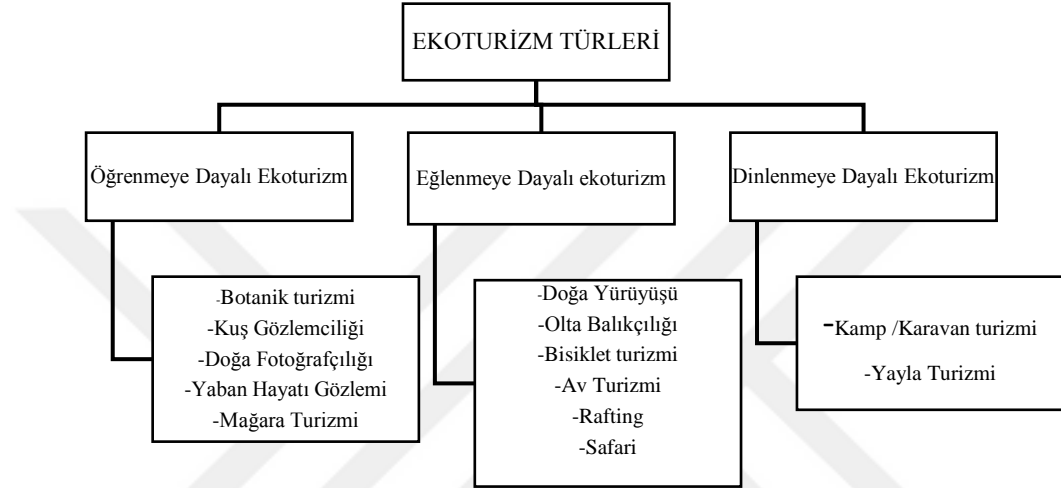 EKOTURİZM TÜRLERİ
Öğrenmeye Dayalı Ekoturizm
Eğlenmeye Dayalı ekoturizm
Dinlenmeye Dayalı Ekoturizm
-Botanik turizmi
-Kuş Gözlemciliği
-Doğa Fotoğrafçılığı
-Yaban Hayatı Gözlemi
-Mağara Turizmi
-Doğa Yürüyüşü
-Olta Balıkçılığı
-Bisiklet turizmi
-Av Turizmi
-Rafting
-Safari
-Kamp /Karavan turizmi
-Yayla Turizmi